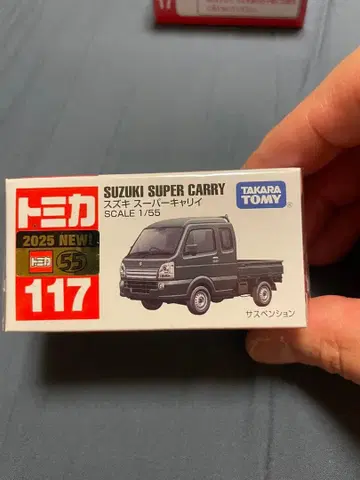 117
SUZUKI SUPER CARRY
スズキ スーパーキャリイ
SCALE 1/55
TAKARA
TOMY
トミカ
2025 NEW!
トミカ
55
117
サスペンション